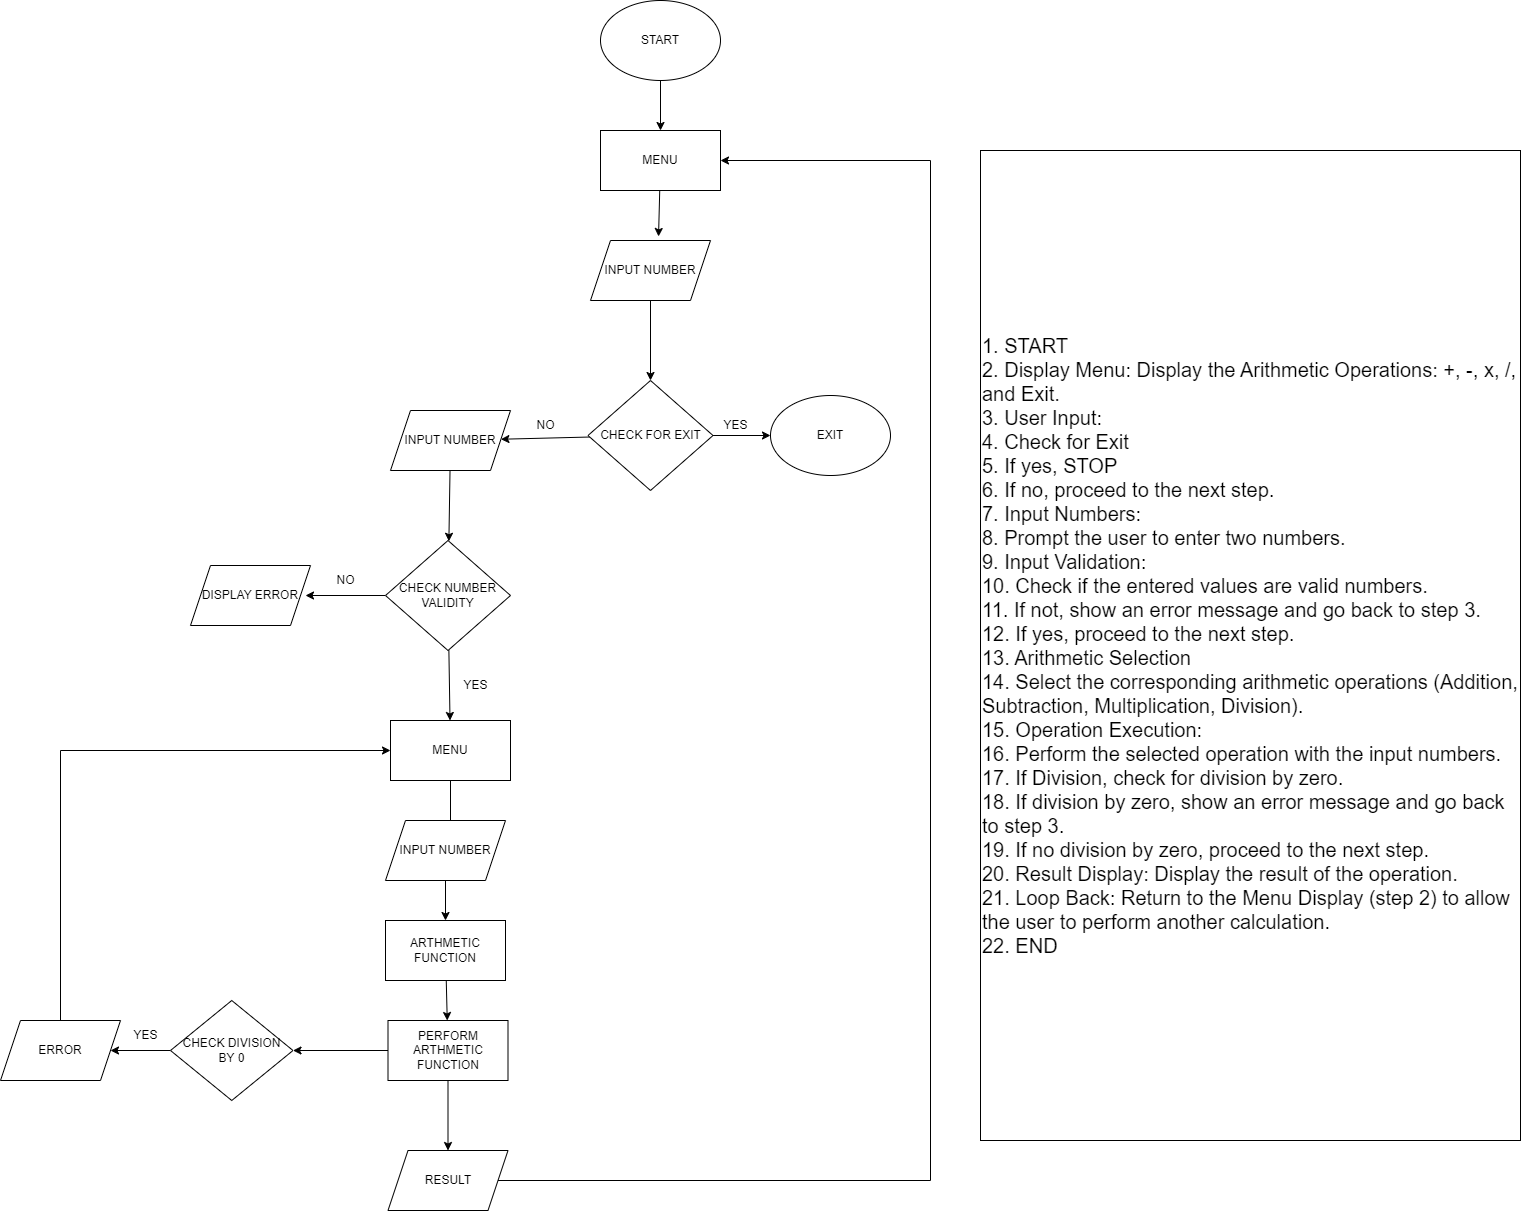 START
MENU
INPUT NUMBER
CHECK FOR EXIT
YES
EXIT
NO
INPUT NUMBER
CHECK NUMBER
VALIDITY
NO
DISPLAY ERROR
YES
MENU
INPUT NUMBER
ARTHMETIC
FUNCTION
PERFORM
ARTHMETIC
FUNCTION
CHECK DIVISION
BY 0
YES
ERROR
RESULT
1. START
2. Display Menu: Display the Arithmetic Operations: +, -, x, /,
and Exit.
3. User Input:
4. Check for Exit
5. If yes, STOP
6. If no, proceed to the next step.
7. Input Numbers:
8. Prompt the user to enter two numbers.
9. Input Validation:
10. Check if the entered values are valid numbers.
11. If not, show an error message and go back to step 3.
12. If yes, proceed to the next step.
13. Arithmetic Selection
14. Select the corresponding arithmetic operations (Addition,
Subtraction, Multiplication, Division).
15. Operation Execution:
16. Perform the selected operation with the input numbers.
17. If Division, check for division by zero.
18. If division by zero, show an error message and go back
to step 3.
19. If no division by zero, proceed to the next step.
20. Result Display: Display the result of the operation.
21. Loop Back: Return to the Menu Display (step 2) to allow
the user to perform another calculation.
22. END